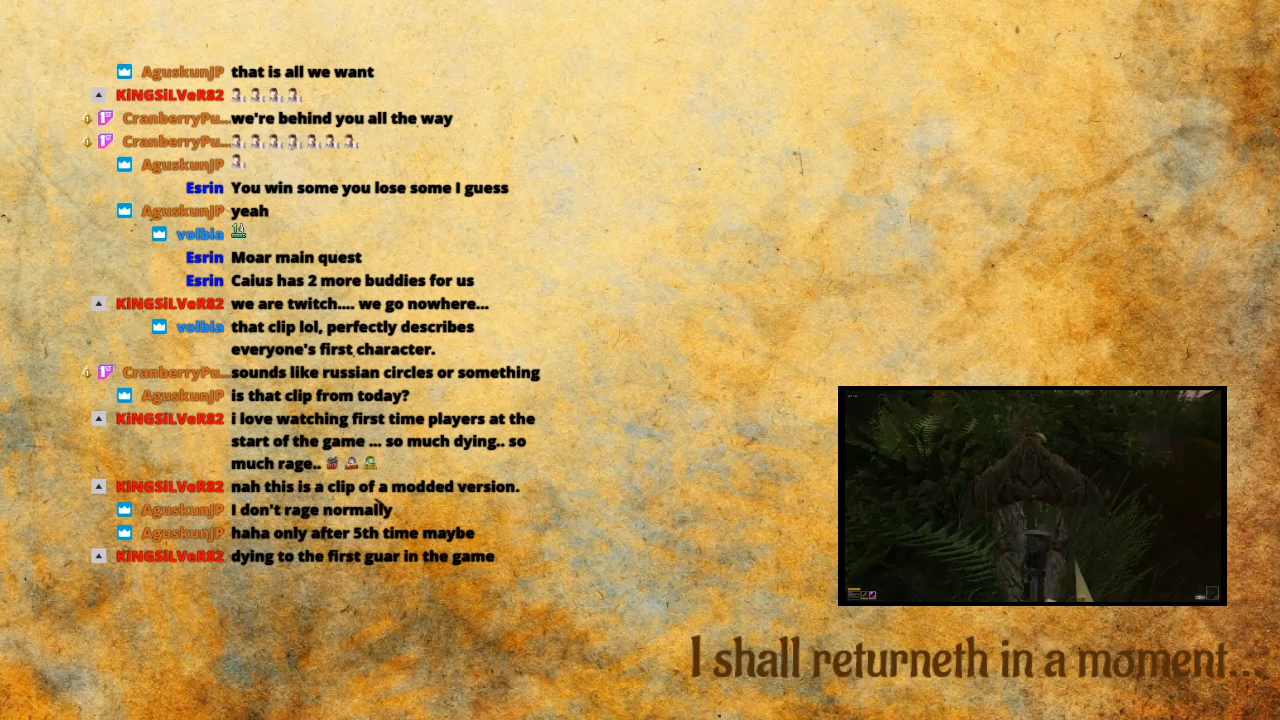 AguskunJP that is all we want
KiNGSiLVeR82
CranberryPu... we're behind you all the way
CranberryPu...
AguskunJP
Esrin You win some you lose some I guess
AguskunJP yeah
volbia
Esrin Moar main quest
Esrin Caius has 2 more buddies for us
KiNGSiLVeR82 we are twitch.... we go nowhere...
volbia that clip lol, perfectly describes
everyone's first character.
CranberryPu... sounds like russian circles or something
AguskunJP is that clip from today?
KiNGSiLVeR82 i love watching first time players at the
start of the game ... so much dying.. so
much rage..
KiNGSiLVeR82 nah this is a clip of a modded version.
AguskunJP I don't rage normally
AguskunJP haha only after 5th time maybe
KiNGSiLVeR82 dying to the first guar in the game
I shall returneth in a moment...